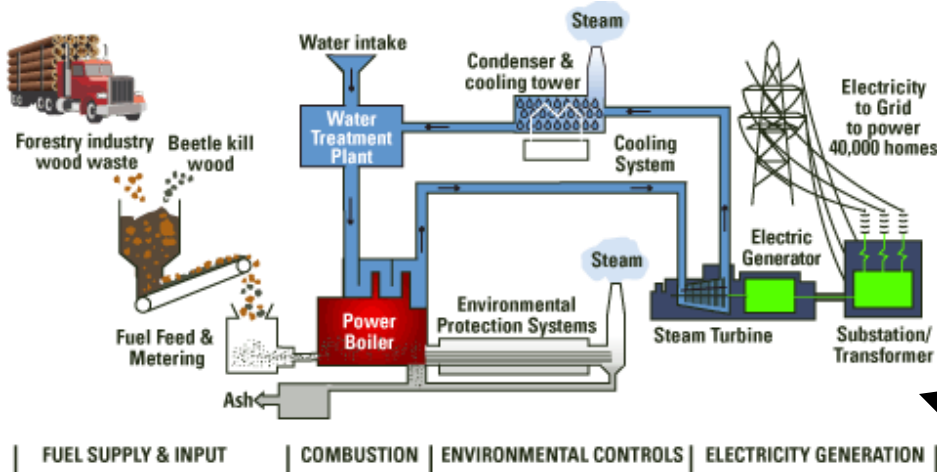 Steam
Water intake
Condenser &
cooling tower
Electricity
to Grid
to power
40,000 homes
Forestry industry
wood waste
Beetle kill
wood
Water
Treatment
Plant
Cooling
System
Electric
Generator
Steam
Fuel Feed &
Metering
Power
Boiler
Environmental
Protection Systems
Steam Turbine
Substation/
Transformer
Ash
FUEL SUPPLY & INPUT
COMBUSTION
ENVIRONMENTAL CONTROLS
ELECTRICITY GENERATION